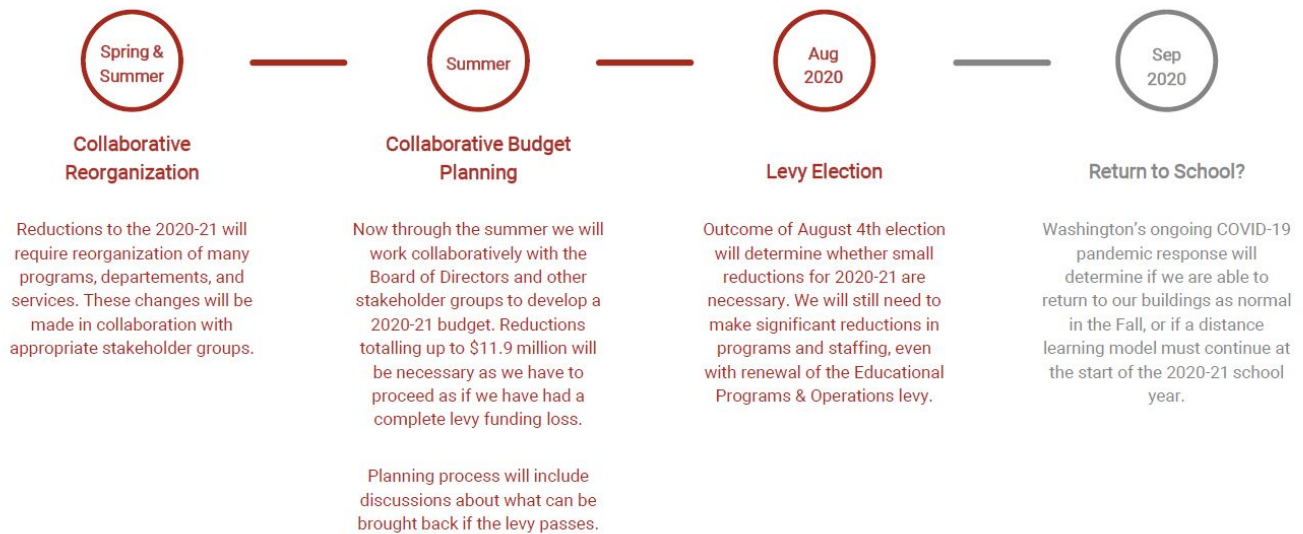 Spring &
Summer
Collaborative
Reorganization
Reductions to the 2020-21 will
require reorganization of many
programs, departements, and
services. These changes will be
made in collaboration with
appropriate stakeholder groups.
Summer
Collaborative Budget
Planning
Now through the summer we will
work collaboratively with the
Board of Directors and other
stakeholder groups to develop a
2020-21 budget. Reductions
totalling up to $11.9 million will
be necessary as we have to
proceed as if we have had a
complete levy funding loss.
Planning process will include
discussions about what can be
brought back if the levy passes.
Aug
2020
Levy Election
Outcome of August 4th election
will determine whether small
reductions for 2020-21 are
necessary. We will still need to
make significant reductions in
programs and staffing, even
with renewal of the Educational
Programs & Operations levy.
Sep
2020
Return to School?
Washington's ongoing COVID-19
pandemic response will
determine if we are able to
return to our buildings as normal
in the Fall, or if a distance
learning model must continue at
the start of the 2020-21 school
year.